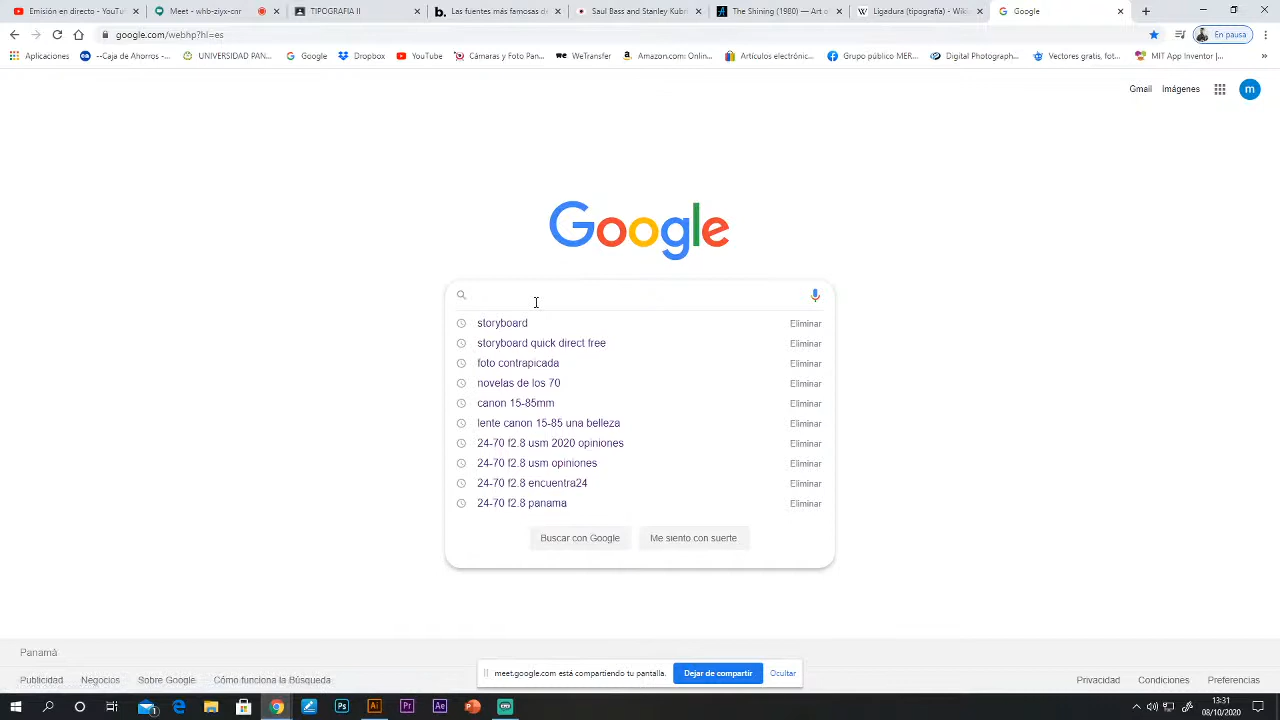 Emisión en directo - YouTu
Meet - whb-ziyx-cnr
TIPOGRAFIA II
Las fuentes más famosas de
Saul Bass and Stanley Kubri
The Shining (1980) — Art o
Ligadura (tipografía) - Wiki
Google
google.com/webhp?hl=es
En pausa
Aplicaciones
--Caja de Ahorros -...
UNIVERSIDAD PAN...
Google
Dropbox
YouTube
Cámaras y Foto Pan...
WeTransfer
Amazon.com: Onlin...
Artículos electrónic...
Grupo público MER...
Digital Photograph...
Vectores gratis, fot...
MIT App Inventor |...
Gmail
Imágenes
m
Google
storyboard Eliminar
storyboard quick direct free Eliminar
foto contrapicada Eliminar
novelas de los 70 Eliminar
canon 15-85mm Eliminar
lente canon 15-85 una belleza Eliminar
24-70 f2.8 usm 2020 opiniones Eliminar
24-70 f2.8 usm opiniones Eliminar
24-70 f2.8 encuentra24 Eliminar
24-70 f2.8 panama Eliminar
Buscar con Google
Me siento con suerte
Panamá
meet.google.com está compartiendo tu pantalla.
Dejar de compartir
Ocultar
Sobre Google
Cómo funciona la Búsqueda
Privacidad
Condiciones
Preferencias
Ps
Ai
Pr
Ae
13:31
08/10/2020